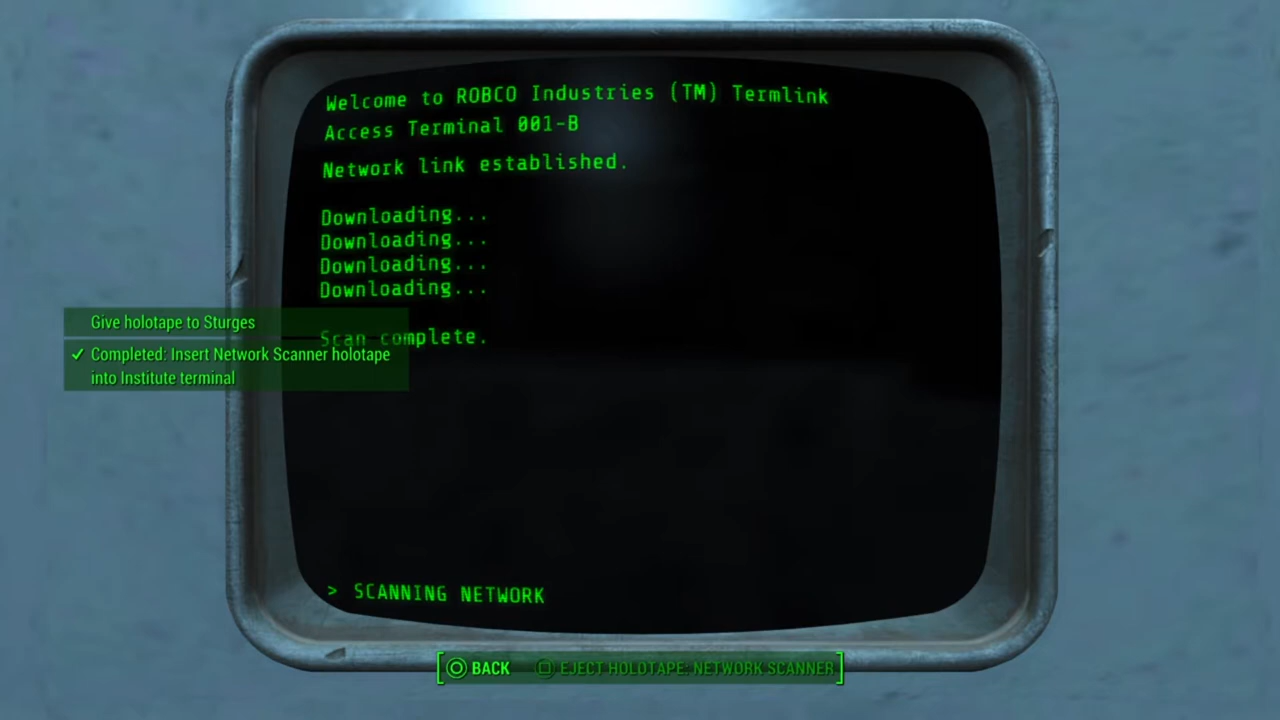 Welcome to ROBCO Industries (TM) Termlink
Access Terminal 001-B
Network link established.
Downloading...
Downloading...
Downloading...
Downloading...
Give holotape to Sturges
Scan complete.
✓ Completed: Insert Network Scanner holotape
into Institute terminal
> SCANNING NETWORK
BACK EJECT HOLOTAPE: NETWORK SCANNER